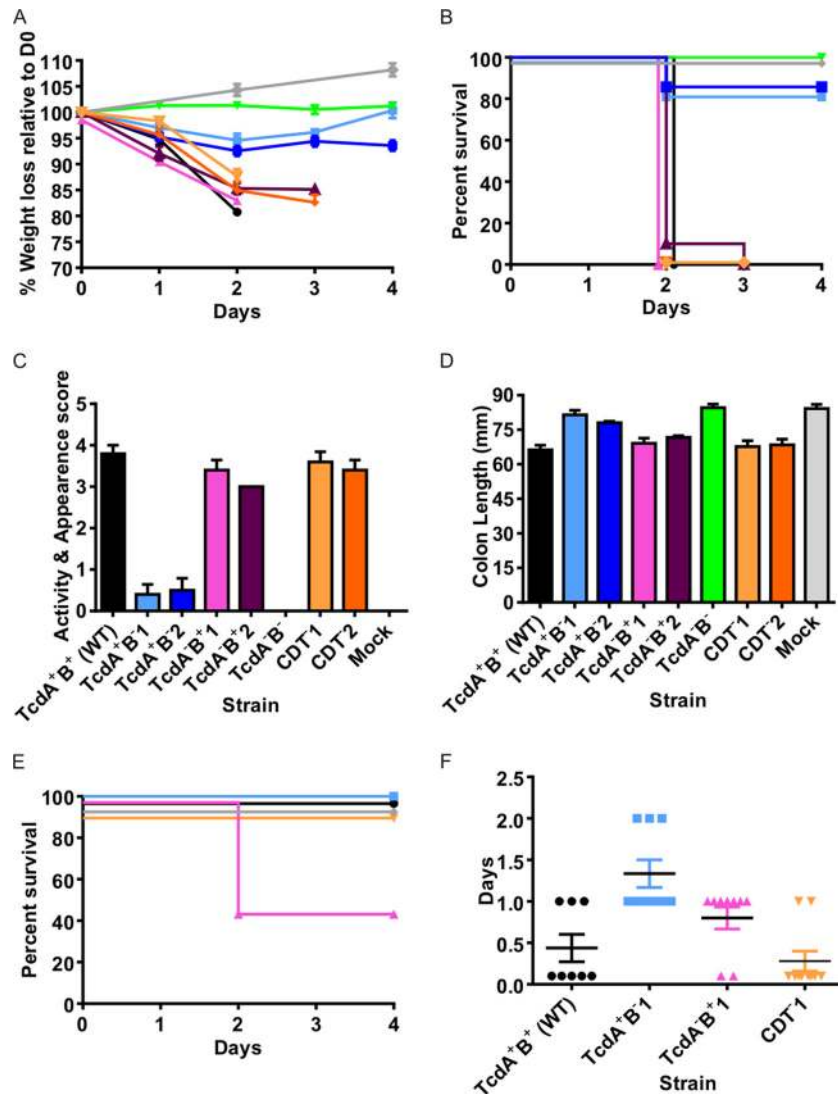 A
% Weight loss relative to D0
110
105
100
95
90
85
80
75
70
0 1 2 3 4
Days
B
Percent survival
100
80
60
40
20
0
0 1 2 3 4
Days
C
Activity & Appearence score
5
4
3
2
1
0
TcdA⁺B⁺ (WT)
TcdA⁺B⁻1
TcdA⁺B⁻2
TcdA⁻B⁺1
TcdA⁻B⁺2
TcdA⁻B⁻
CDT⁻1
CDT⁻2
Mock
Strain
D
Colon Length (mm)
90
75
60
45
30
15
0
TcdA⁺B⁺ (WT)
TcdA⁺B⁻1
TcdA⁺B⁻2
TcdA⁻B⁺1
TcdA⁻B⁺2
TcdA⁻B⁻
CDT⁻1
CDT⁻2
Mock
Strain
E
Percent survival
100
80
60
40
20
0
0 1 2 3 4
Days
F
Days
2.5
2.0
1.5
1.0
0.5
0.0
TcdA⁺B⁺ (WT)
TcdA⁺B⁻1
TcdA⁻B⁺1
CDT⁻1
Strain